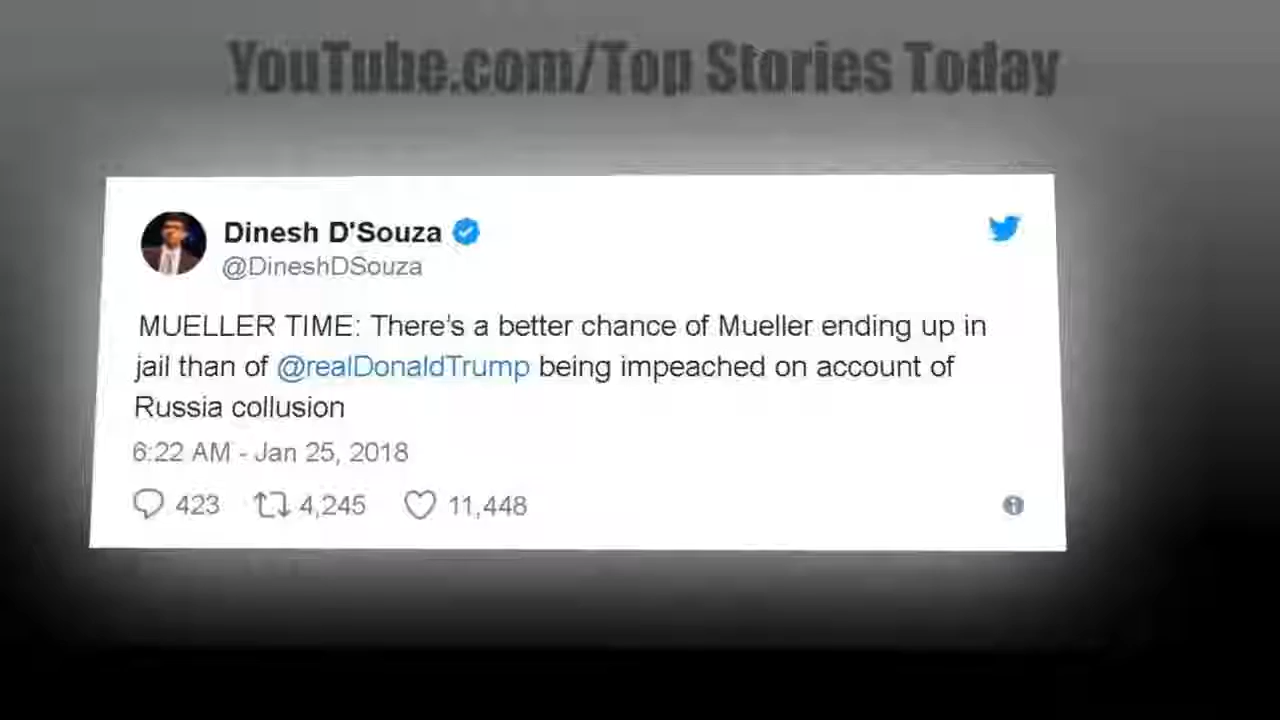 YouTube.com/Top Stories Today
Dinesh D'Souza
@DineshDSouza
MUELLER TIME: There's a better chance of Mueller ending up in
jail than of @realDonaldTrump being impeached on account of
Russia collusion
6:22 AM - Jan 25, 2018
423 4,245 11,448